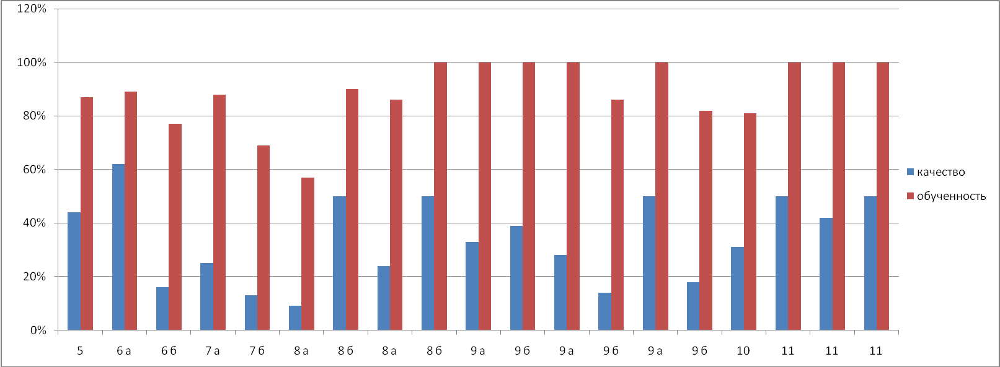 120%
100%
80%
60%
40%
20%
0%
5 6 а 6 б 7 а 7 б 8 а 8 б 8 а 8 б 9 а 9 б 9 а 9 б 9 а 9 б 10 11 11 11
качество
обученность